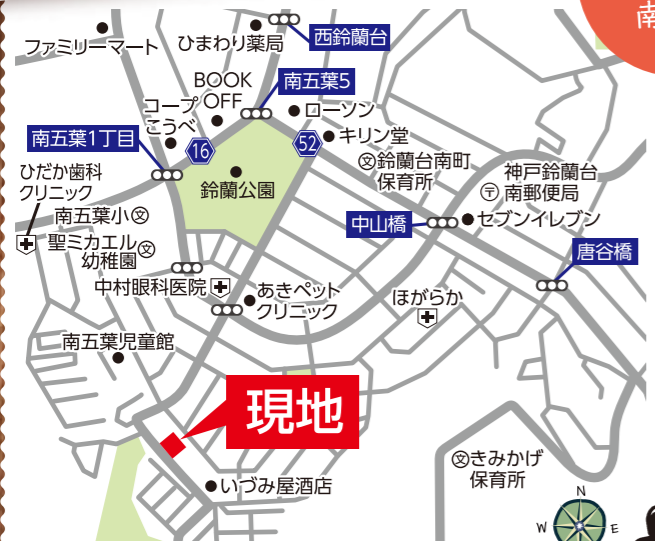 南
ファミリーマート
ひまわり薬局
西鈴蘭台
BOOK
OFF
南五葉5
コープ
こうべ
ローソン
キリン堂
南五葉1丁目
16
52
文鈴蘭台南町
保育所
神戸鈴蘭台
〒南郵便局
ひだか歯科
クリニック
鈴蘭公園
南五葉小文
中山橋
セブンイレブン
聖ミカエル文
幼稚園
唐谷橋
中村眼科医院
あきペット
クリニック
ほがらか
南五葉児童館
現地
文きみかげ
保育所
いづみ屋酒店
N
W
E